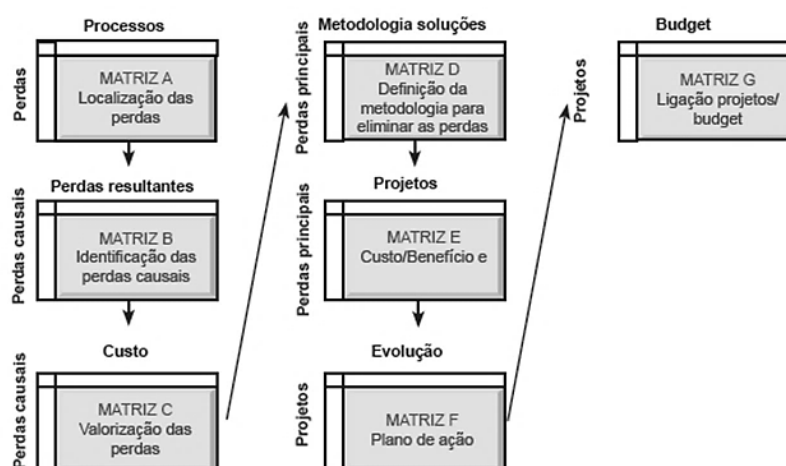 Processos
Perdas
MATRIZ A
Localização das
perdas
Perdas resultantes
Perdas causais
MATRIZ B
Identificação das
perdas causais
Custo
Perdas causais
MATRIZ C
Valorização das
perdas
Metodologia soluções
Perdas principais
MATRIZ D
Definição da
metodologia para
eliminar as perdas
Projetos
Perdas principais
MATRIZ E
Custo/Benefício e
Evolução
Projetos
MATRIZ F
Plano de ação
Budget
Projetos
MATRIZ G
Ligação projetos/
budget